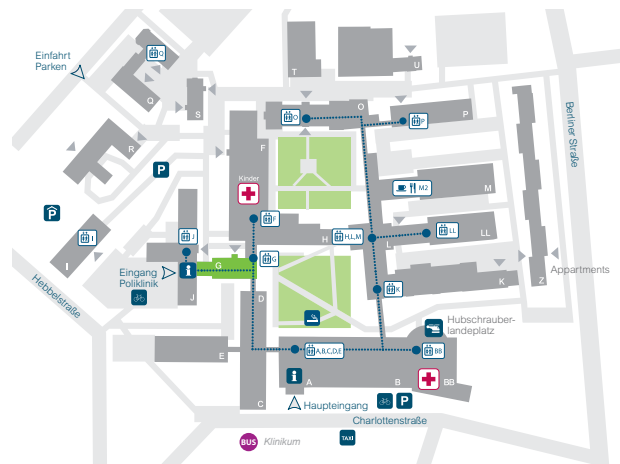 T
U
Einfahrt
Parken
Q
Q
S
O
O
P
P
F
R
P
Kinder
M2
M
P
F
J
I
I
H
H,L,M
L
LL
LL
G
G
Eingang
Poliklinik
i
J
D
K
K
Z
Appartments
Berliner Straße
Hebbelstraße
Hubschrauber-
landeplatz
E
A,B,C,D,E
BB
i
A
B
BB
C
Haupteingang
P
Charlottenstraße
BUS
Klinikum
TAXI